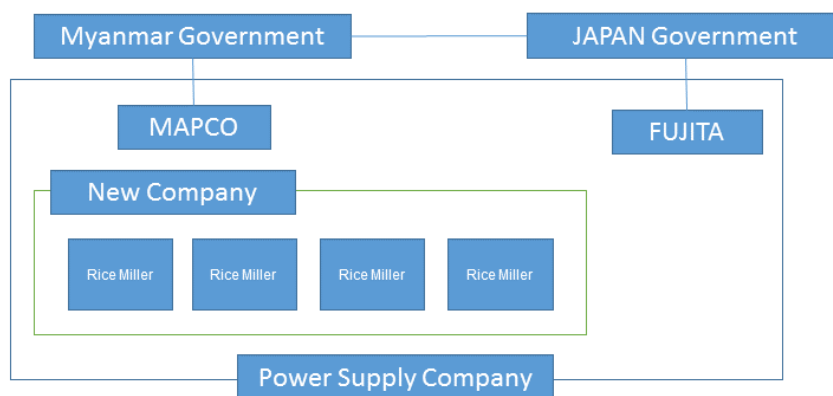 Myanmar Government
JAPAN Government
MAPCO
FUJITA
New Company
Rice Miller
Rice Miller
Rice Miller
Rice Miller
Power Supply Company